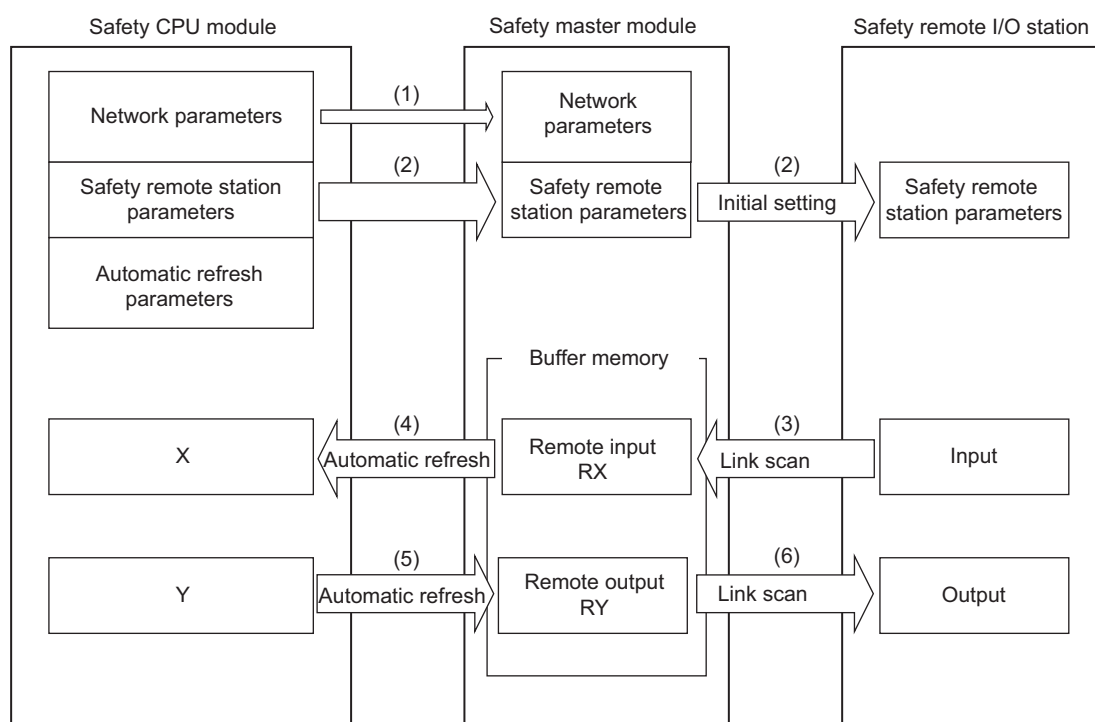 Safety CPU module
Safety master module
Safety remote I/O station
Network parameters
(1)
Network
parameters
Safety remote station
parameters
(2)
Safety remote
station parameters
(2)
Initial setting
Safety remote
station parameters
Automatic refresh
parameters
Buffer memory
X
(4)
Automatic refresh
Remote input
RX
(3)
Link scan
Input
Y
(5)
Automatic refresh
Remote output
RY
(6)
Link scan
Output